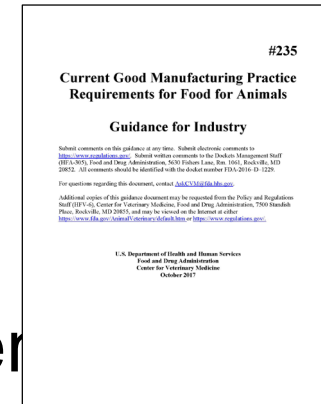 #235
Current Good Manufacturing Practice
Requirements for Food for Animals
Guidance for Industry
Submit comments on this guidance at any time. Submit electronic comments to
https://www.regulations.gov/. Submit written comments to the Dockets Management Staff
(HFA-305), Food and Drug Administration, 5630 Fishers Lane, Rm. 1061, Rockville, MD
20852. All comments should be identified with the docket number FDA-2016-D-1229.
For questions regarding this document, contact AskCVM@fda.hhs.gov.
Additional copies of this guidance document may be requested from the Policy and Regulations
Staff (HFV-6), Center for Veterinary Medicine, Food and Drug Administration, 7500 Standish
Place, Rockville, MD 20855, and may be viewed on the Internet at either
https://www.fda.gov/AnimalVeterinary/default.htm or https://www.regulations.gov/.
U.S. Department of Health and Human Services
Food and Drug Administration
Center for Veterinary Medicine
October 2017